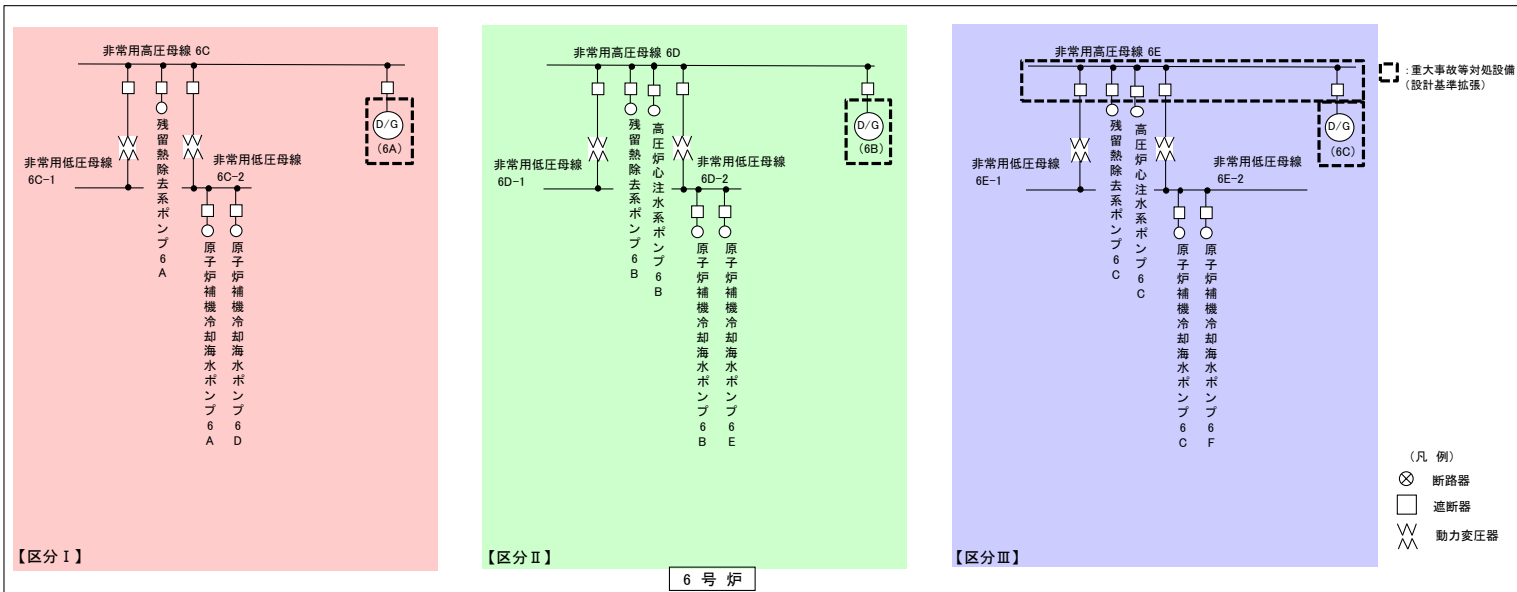 非常用高圧母線 6C
D/G
(6A)
残留熱除去系ポンプ6A
非常用低圧母線
6C-1
非常用低圧母線
6C-2
原子炉補機冷却海水ポンプ6A
原子炉補機冷却海水ポンプ6D
【区分Ⅰ】
非常用高圧母線 6D
D/G
(6B)
残留熱除去系ポンプ6B
高圧炉心注水系ポンプ6B
非常用低圧母線
6D-1
非常用低圧母線
6D-2
原子炉補機冷却海水ポンプ6B
原子炉補機冷却海水ポンプ6E
【区分Ⅱ】
非常用高圧母線 6E
D/G
(6C)
残留熱除去系ポンプ6C
高圧炉心注水系ポンプ6C
非常用低圧母線
6E-1
非常用低圧母線
6E-2
原子炉補機冷却海水ポンプ6C
原子炉補機冷却海水ポンプ6F
【区分Ⅲ】
:重大事故等対処設備
(設計基準拡張)
(凡 例)
断路器
遮断器
動力変圧器
6 号 炉